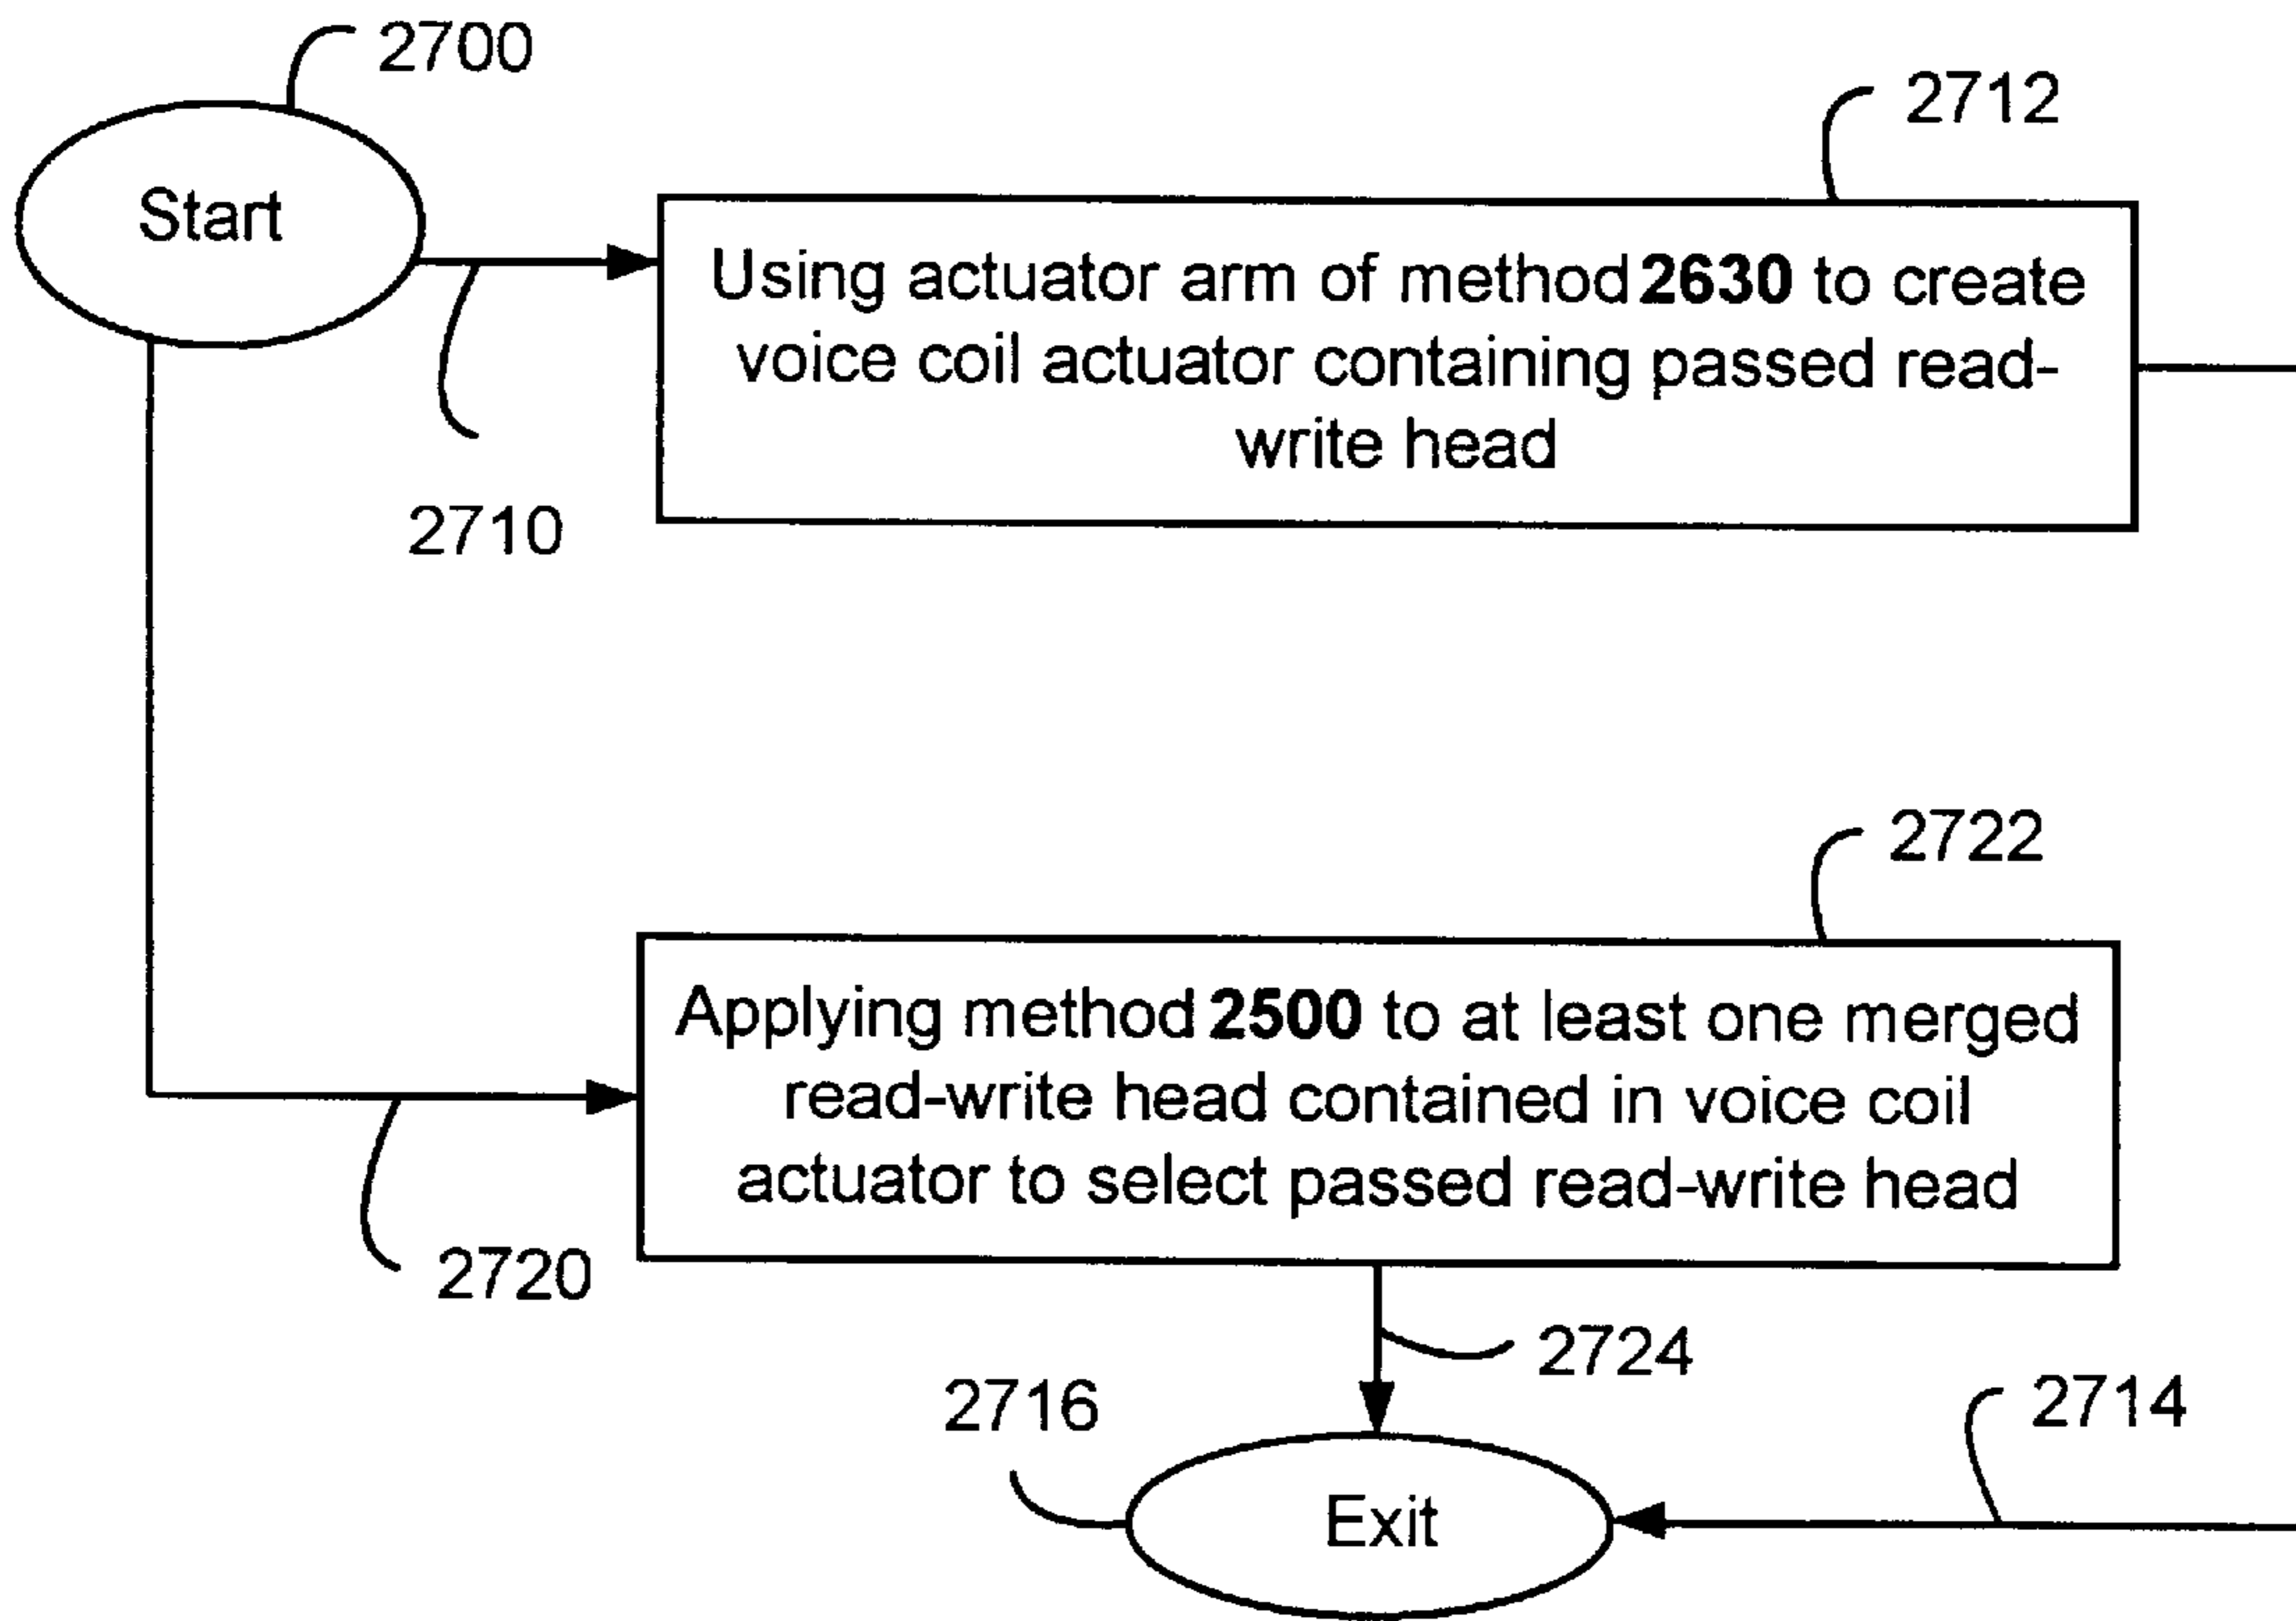 2700
Start
2710
2712
Using actuator arm of method 2630 to create
voice coil actuator containing passed read-
write head
2722
Applying method 2500 to at least one merged
read-write head contained in voice coil
actuator to select passed read-write head
2720
2724
2716
2714
Exit